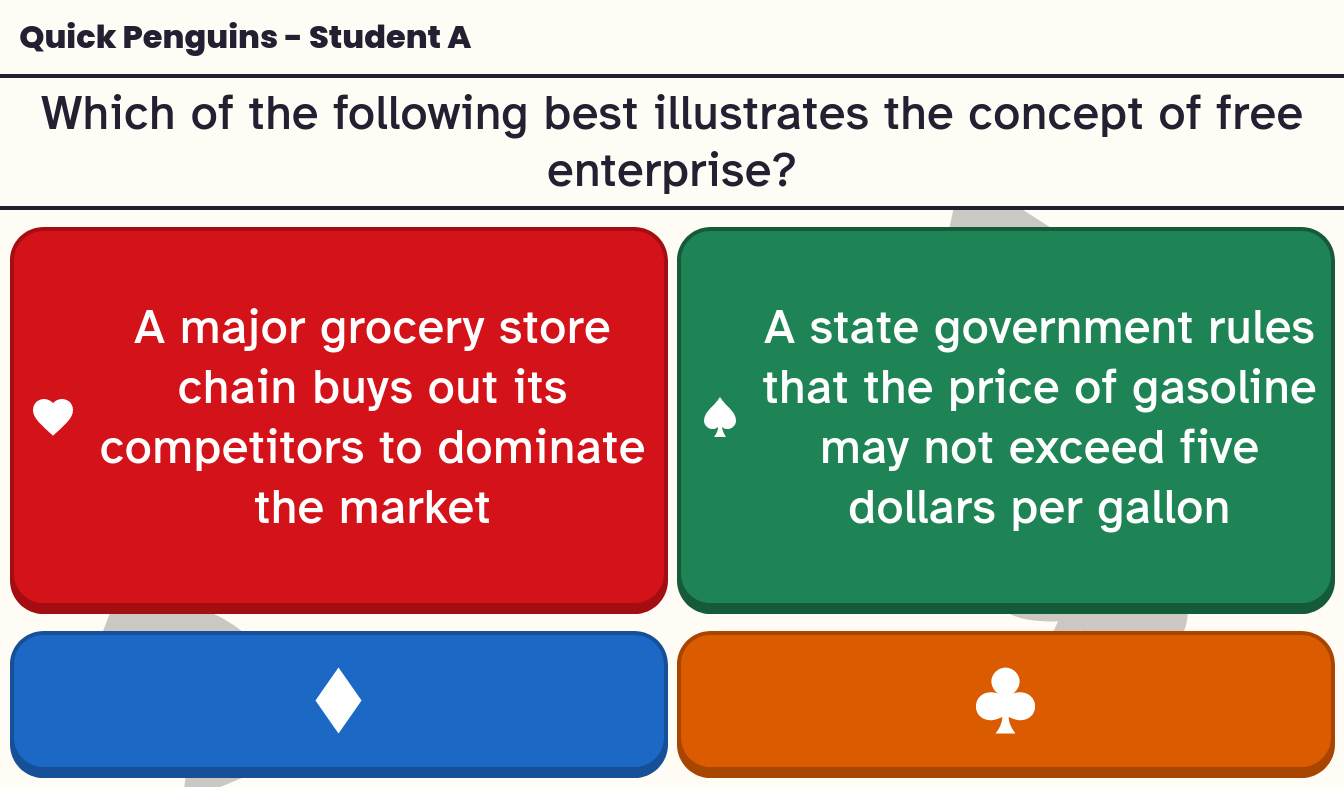 Quick Penguins – Student A
Which of the following best illustrates the concept of free
enterprise?
A major grocery store
chain buys out its
competitors to dominate
the market
A state government rules
that the price of gasoline
may not exceed five
dollars per gallon